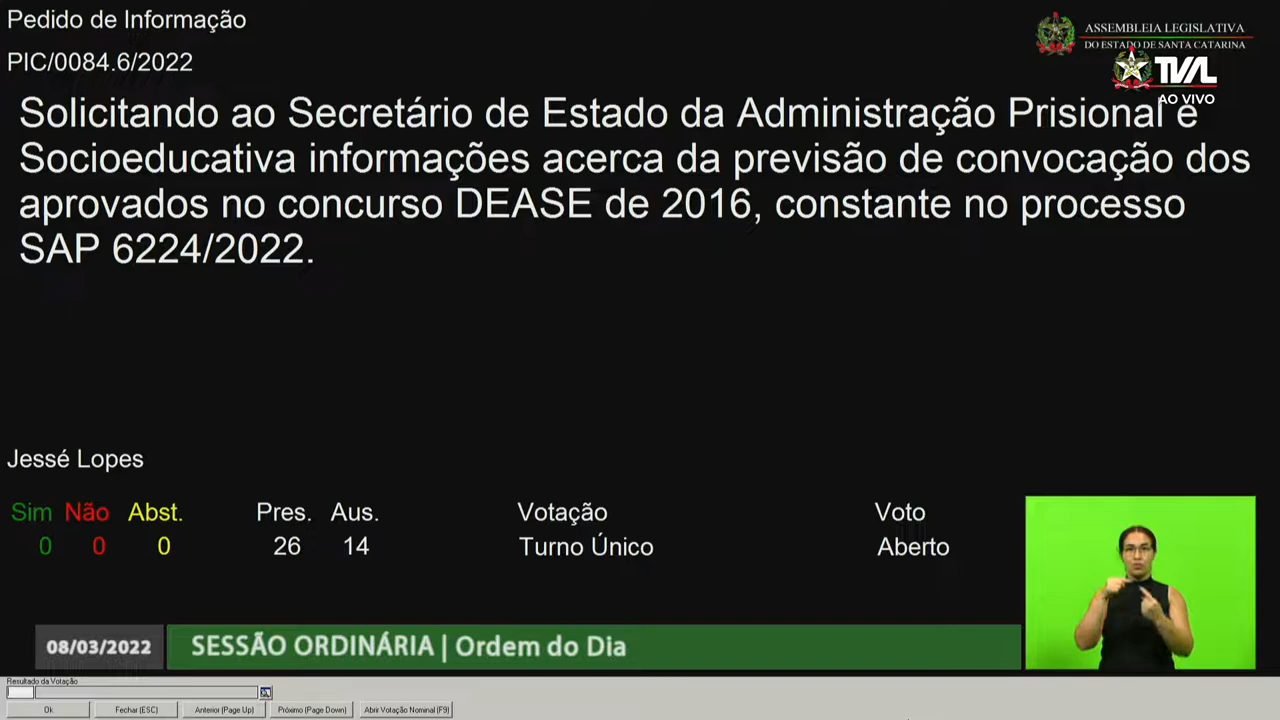 Pedido de Informação
PIC/0084.6/2022
ASSEMBLEIA LEGISLATIVA
DO ESTADO DE SANTA CATARINA
TVAL
AO VIVO
Solicitando ao Secretário de Estado da Administração Prisional e
Socioeducativa informações acerca da previsão de convocação dos
aprovados no concurso DEASE de 2016, constante no processo
SAP 6224/2022.
Jessé Lopes
Sim Não Abst. Pres. Aus. Votação Voto
0 0 0 26 14 Turno Único Aberto
08/03/2022 SESSÃO ORDINÁRIA | Ordem do Dia
Resultado da Votação
Ok Fechar (ESC) Anterior (Page Up) Próximo (Page Down) Abrir Votação Nominal (F9)